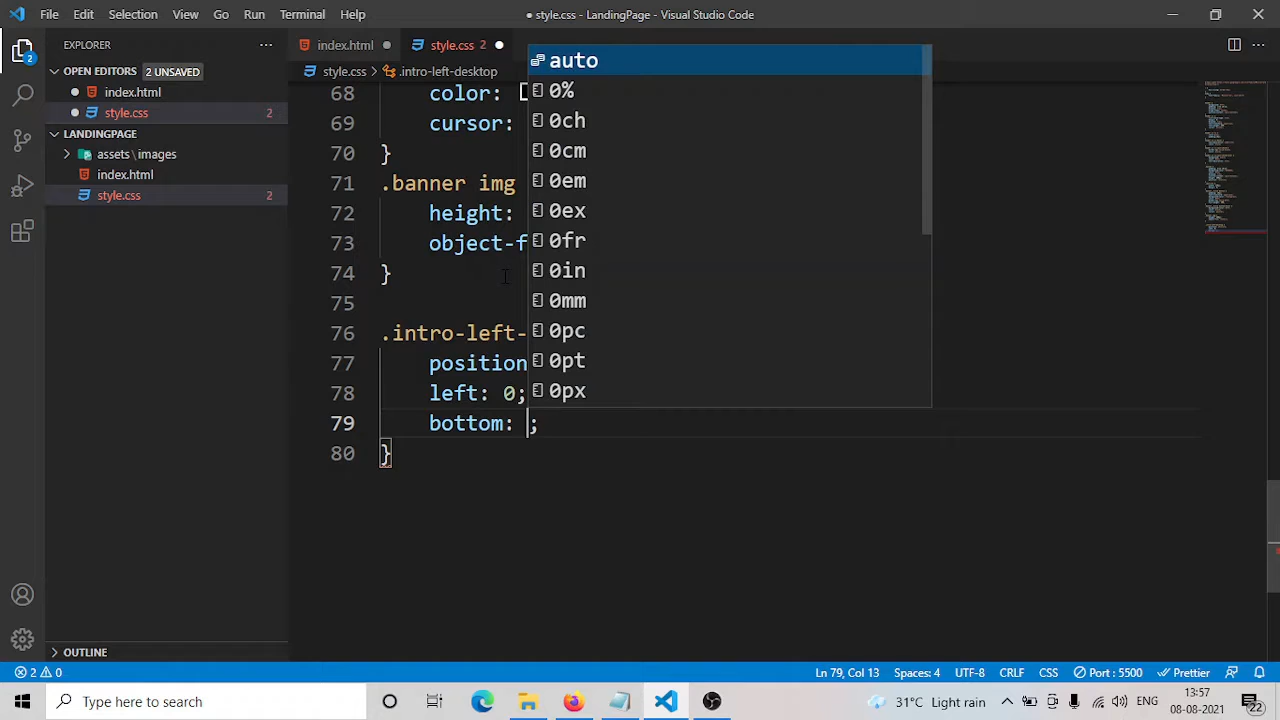 File Edit Selection View Go Run Terminal Help
● style.css - LandingPage - Visual Studio Code
EXPLORER
OPEN EDITORS 2 UNSAVED
index.html
style.css 2
LANDINGPAGE
assets\images
index.html
style.css 2
OUTLINE
index.html
style.css 2
style.css > .intro-left-desktop
68 color:
69 cursor:
70 }
71 .banner img
72 height:
73 object-f
74 }
75
76 .intro-left-
77 position
78 left: 0;
79 bottom: ;
80 }
auto
0%
0ch
0cm
0em
0ex
0fr
0in
0mm
0pc
0pt
0px
2
2 0
Ln 79, Col 13 Spaces: 4 UTF-8 CRLF CSS Port : 5500 Prettier
Type here to search
31°C Light rain
ENG
13:37
08-08-2021
22